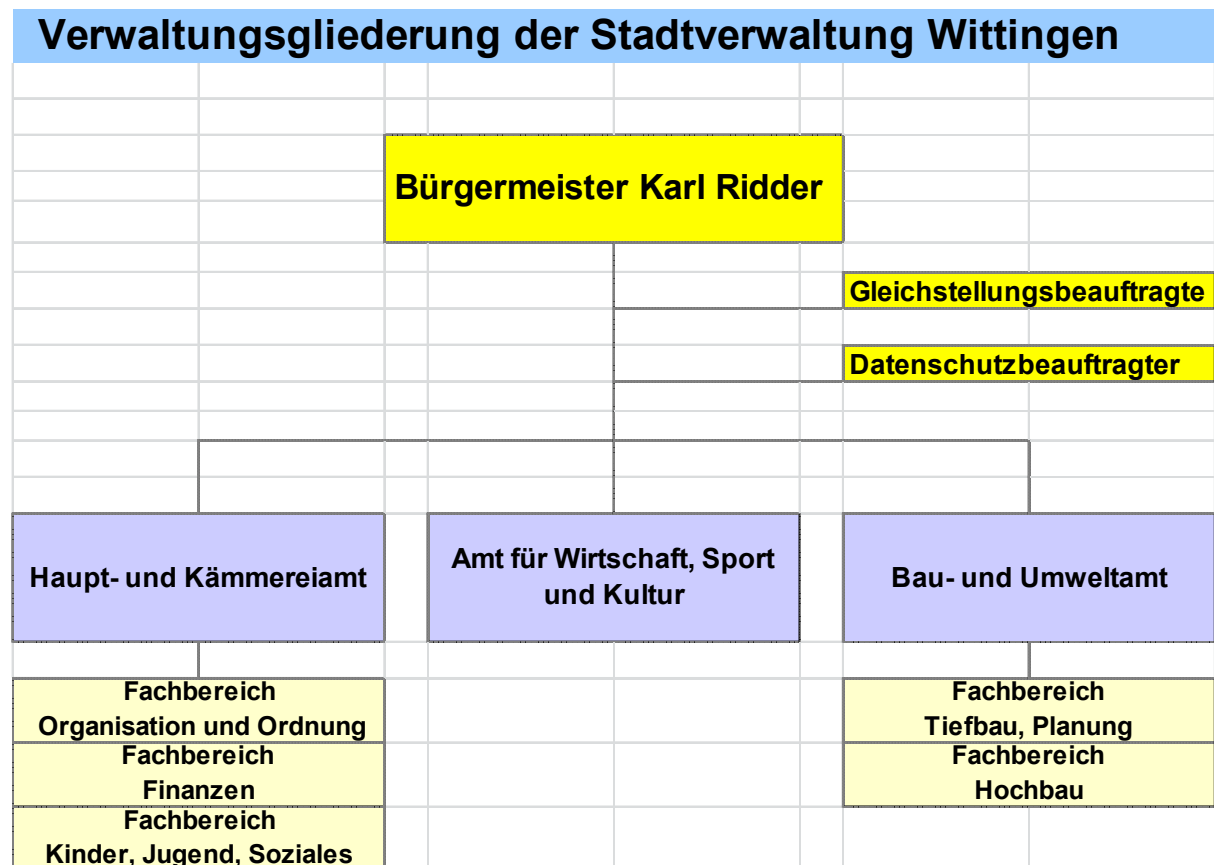 Verwaltungsgliederung der Stadtverwaltung Wittingen
Bürgermeister Karl Ridder
Gleichstellungsbeauftragte
Datenschutzbeauftragter
Haupt- und Kämmereiamt
Amt für Wirtschaft, Sport
und Kultur
Bau- und Umweltamt
Fachbereich
Organisation und Ordnung
Fachbereich
Finanzen
Fachbereich
Kinder, Jugend, Soziales
Fachbereich
Tiefbau, Planung
Fachbereich
Hochbau